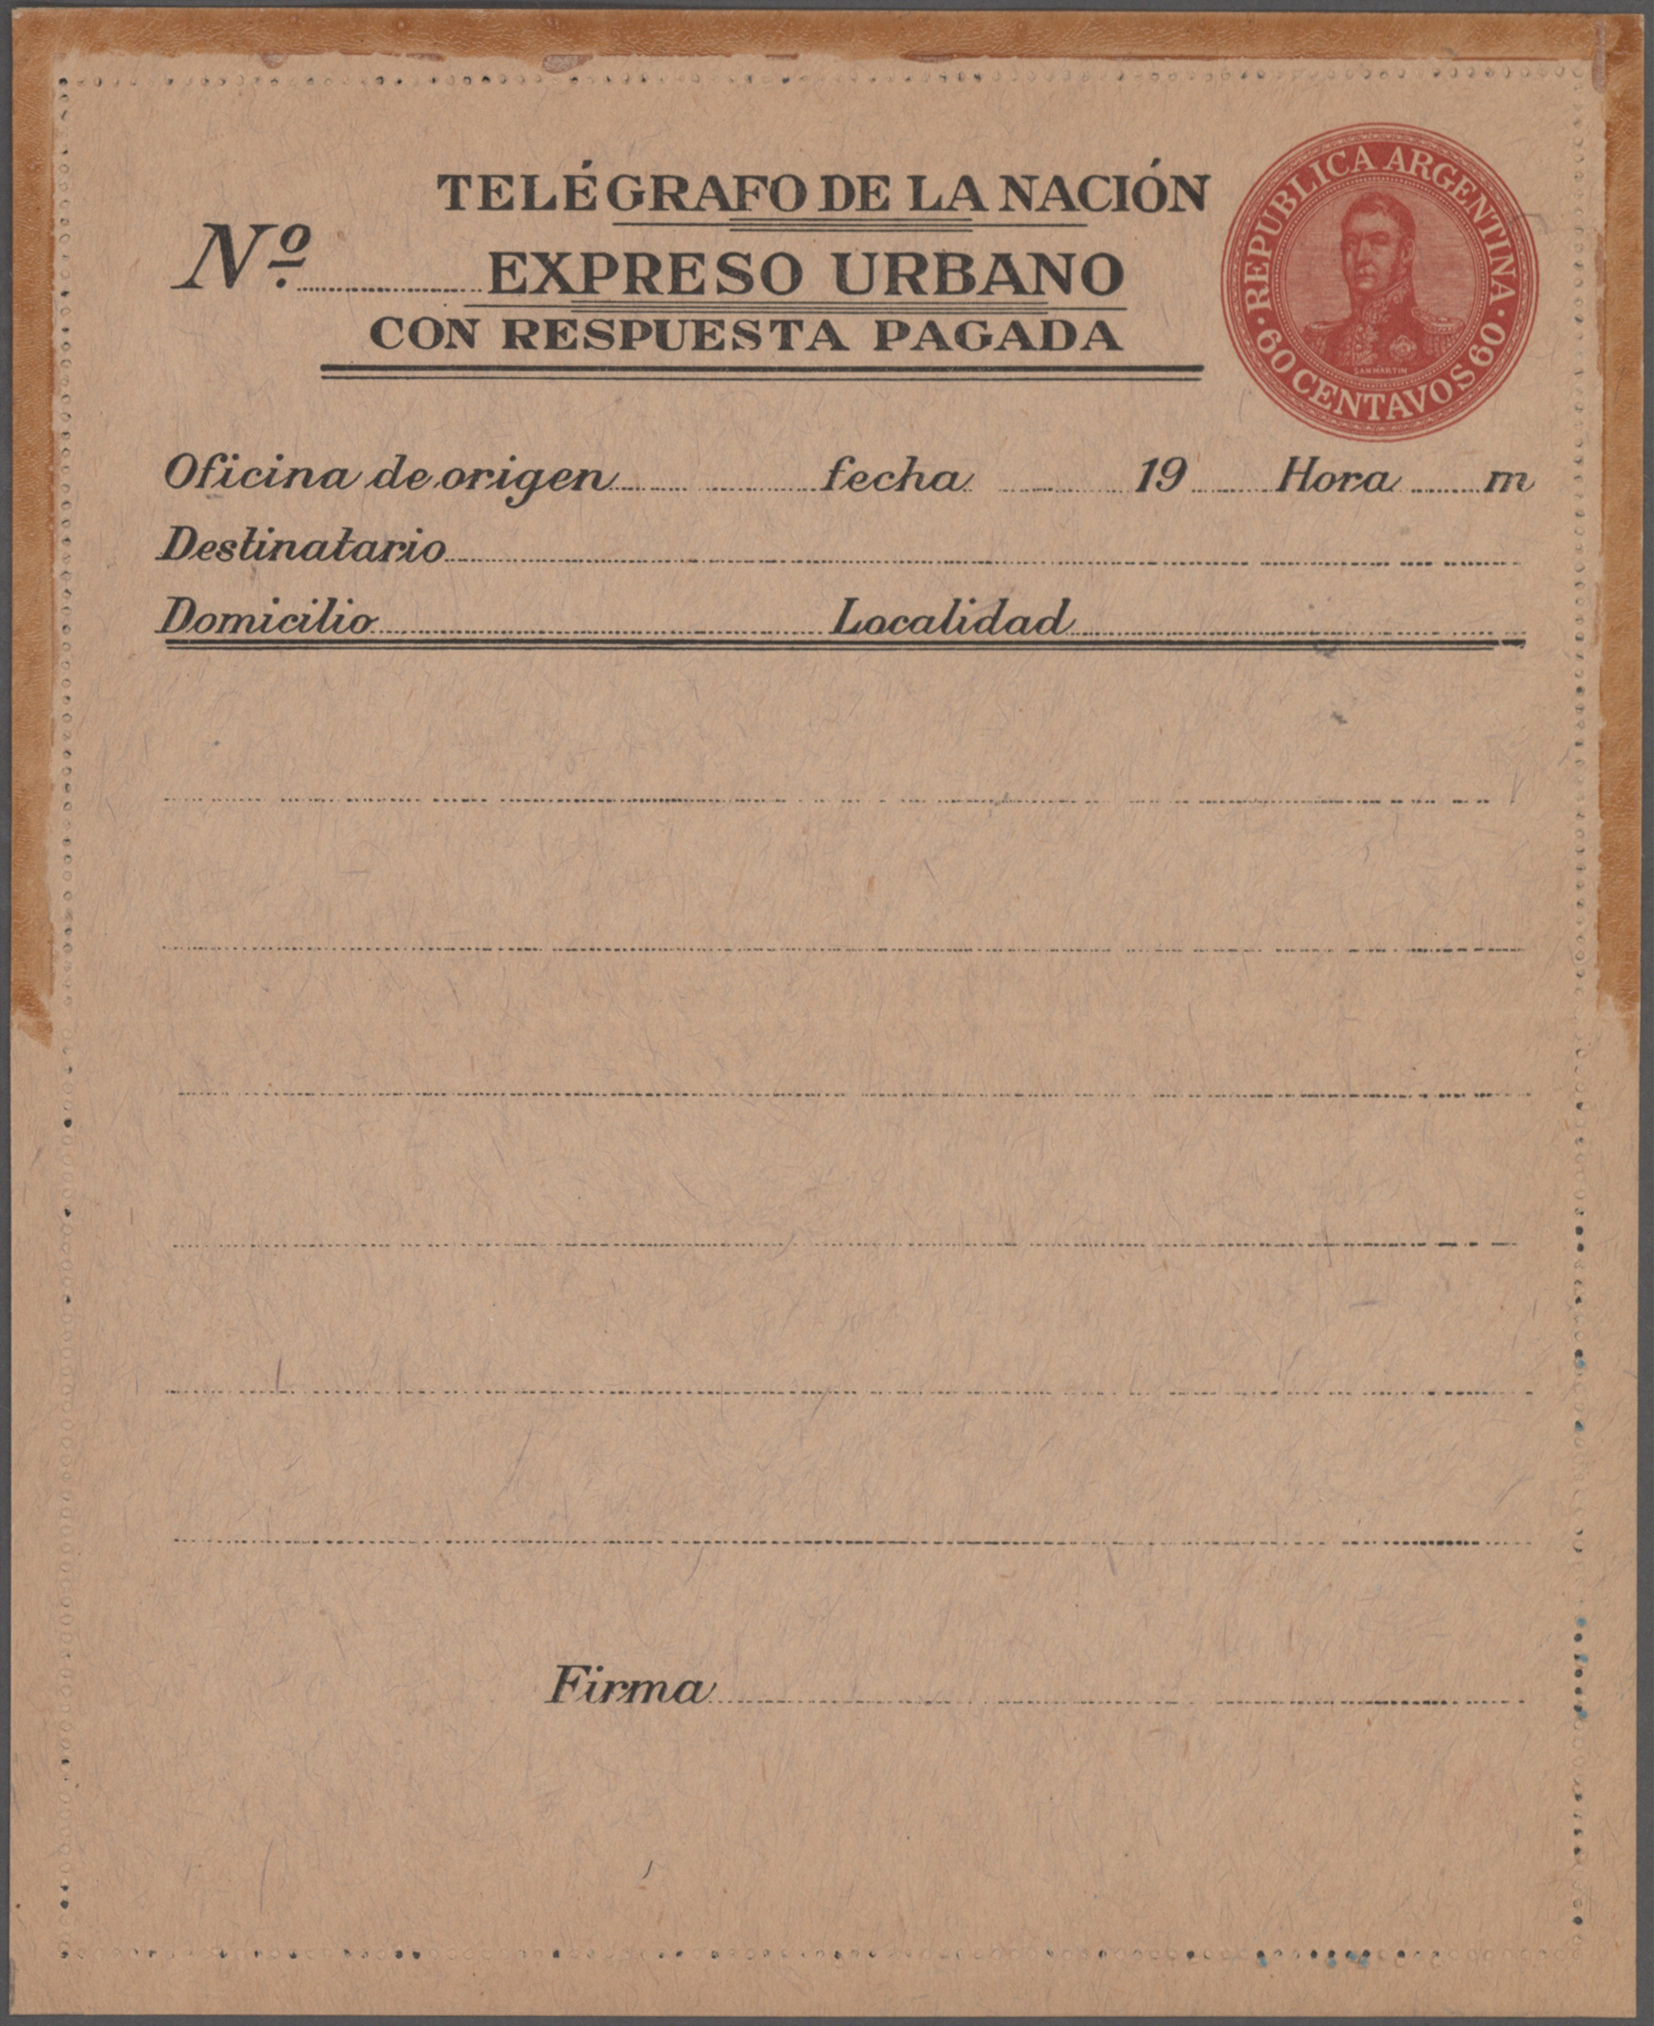 TELÉGRAFO DE LA NACIÓN
Nº EXPRESO URBANO
CON RESPUESTA PAGADA
· REPUBLICA ARGENTINA ·
60 CENTAVOS 60
SAN MARTIN
Oficina de origen fecha 19 Hora m
Destinatario
Domicilio Localidad
Firma